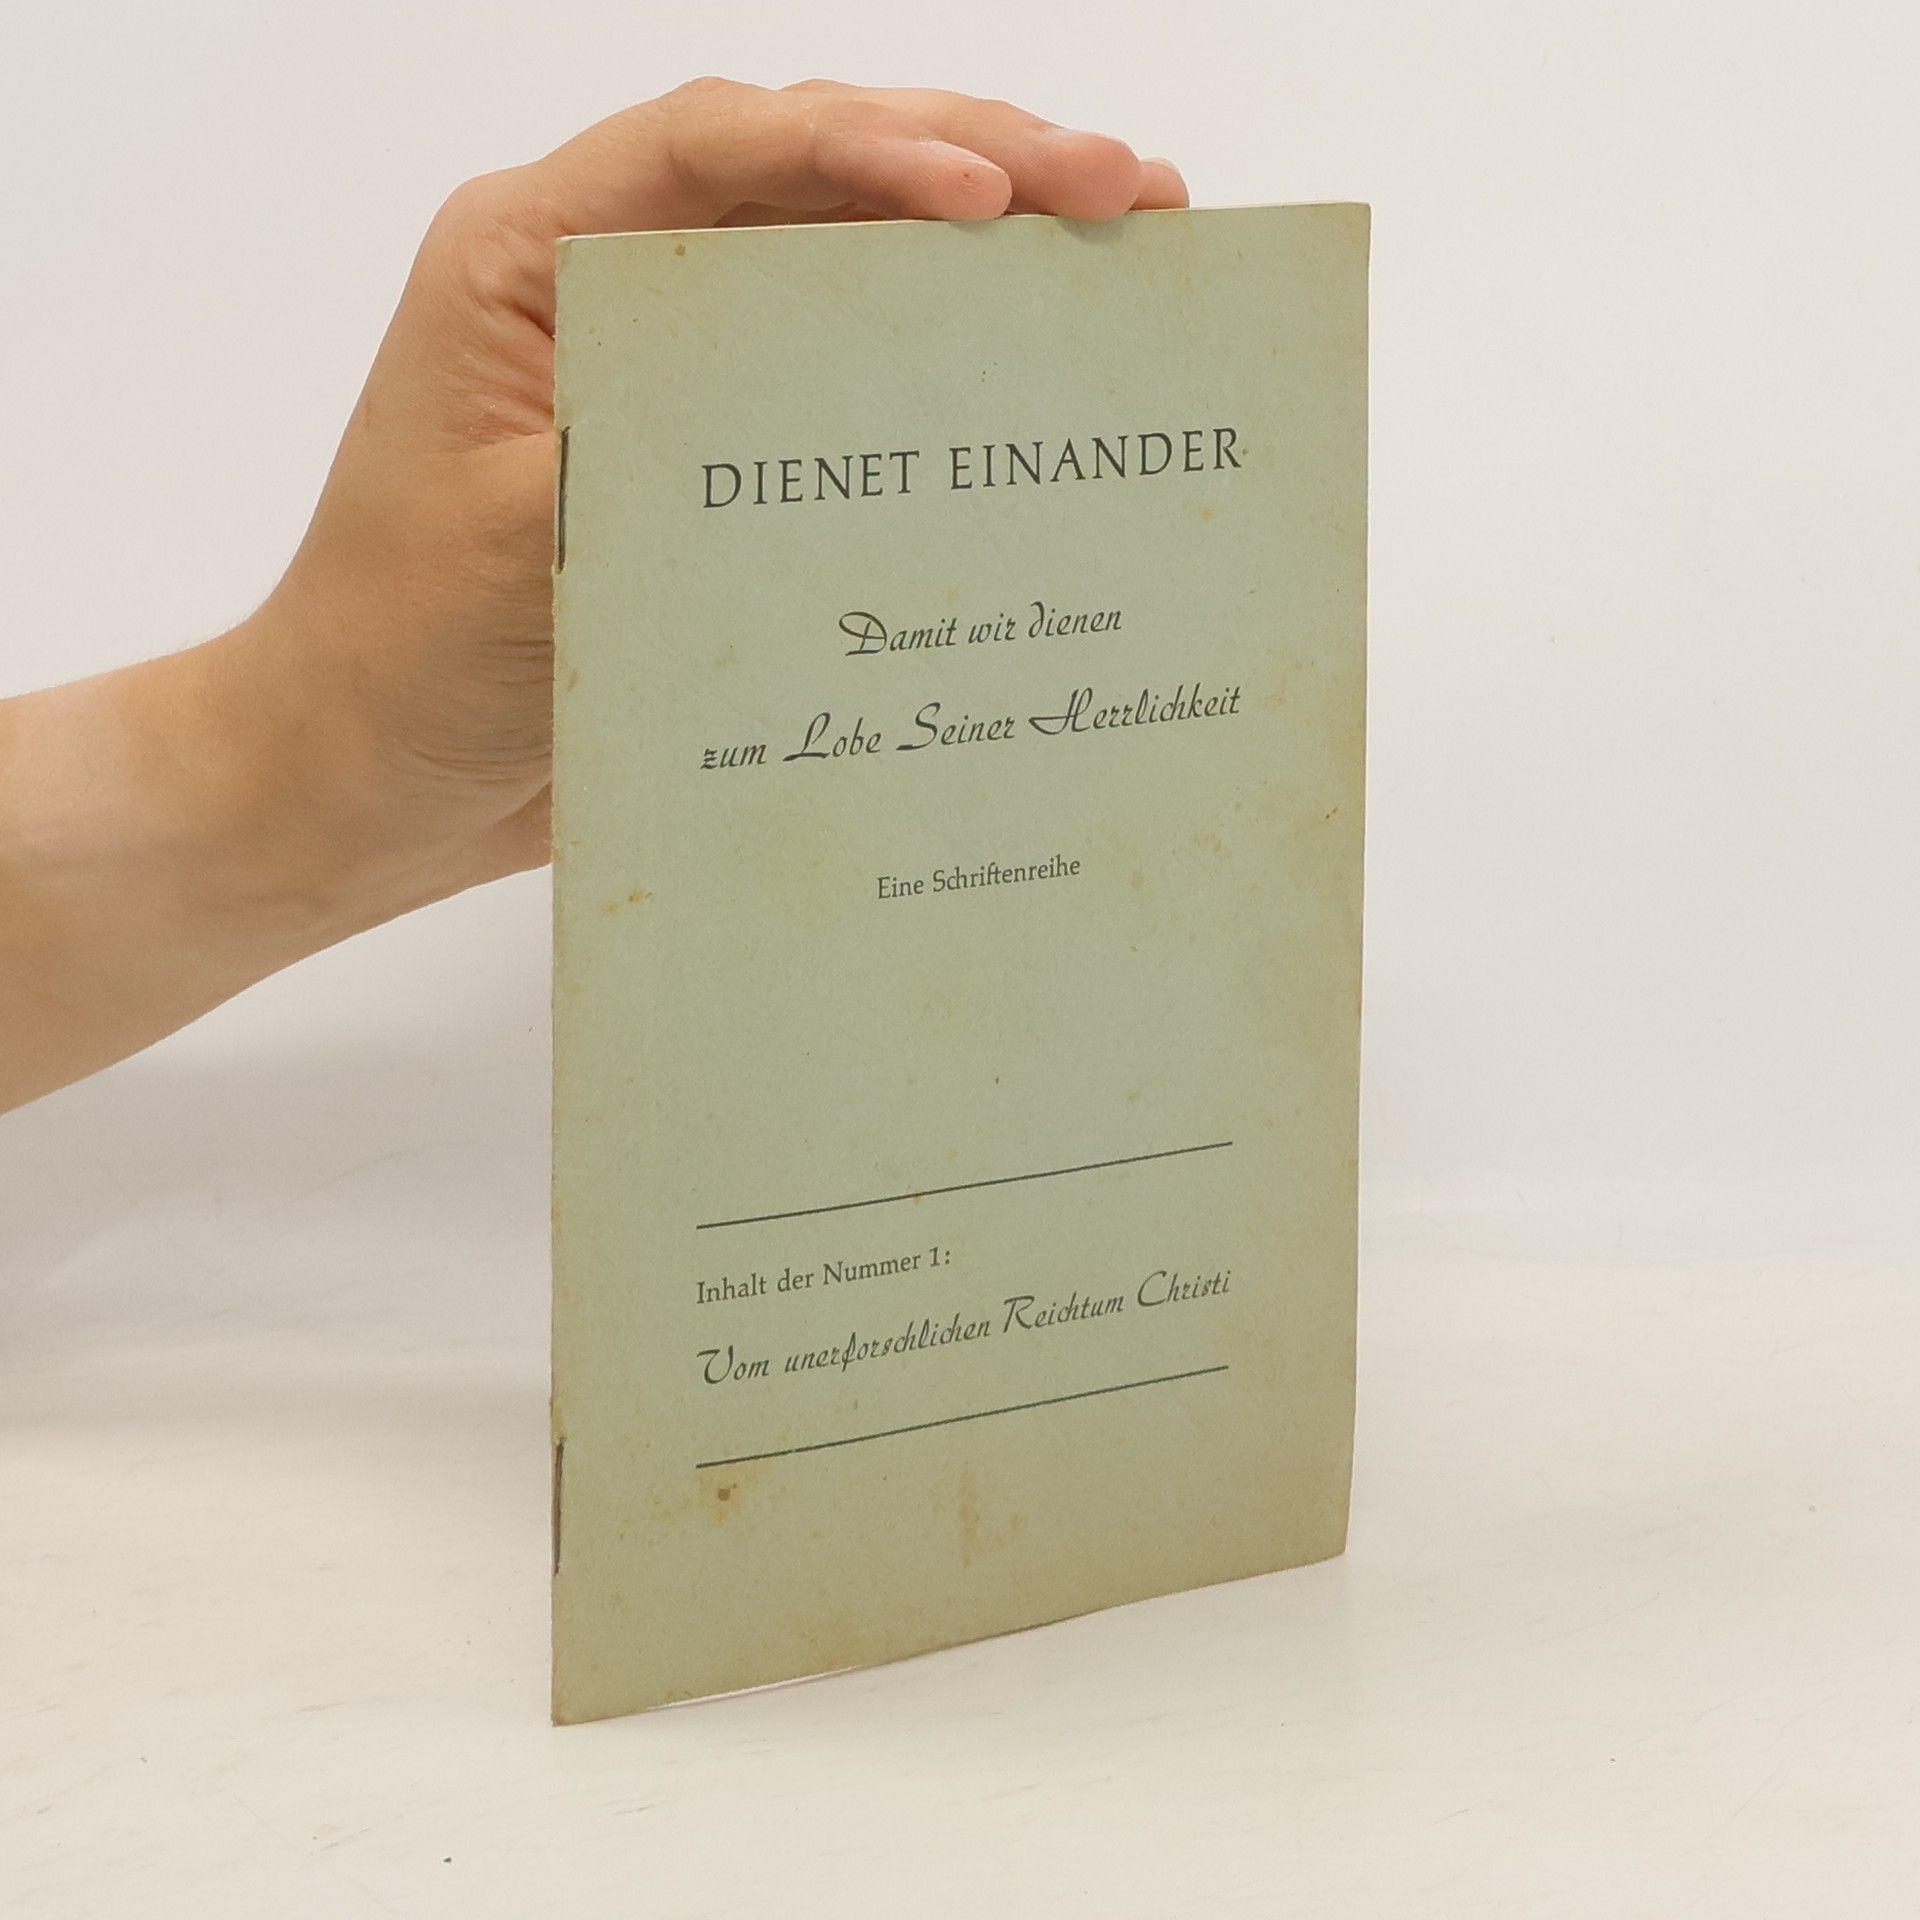 DIENET EINANDER
Damit wir dienen
zum Lobe Seiner Herrlichkeit
Eine Schriftenreihe
Inhalt der Nummer 1:
Vom unerforschlichen Reichtum Christi